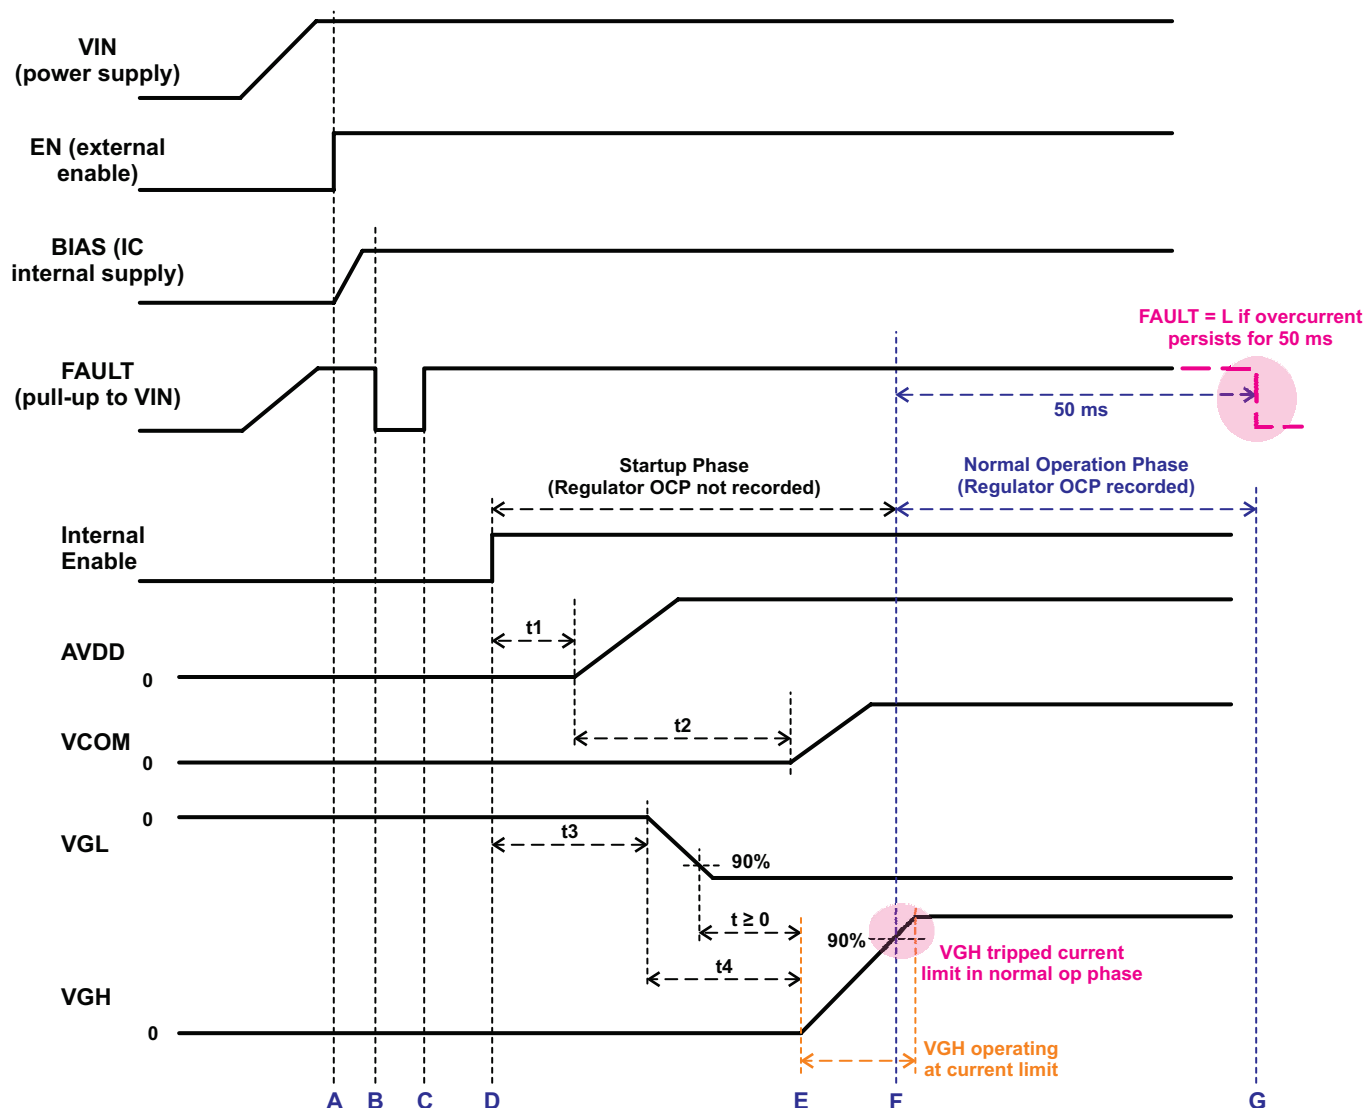 VIN
(power supply)
EN (external
enable)
BIAS (IC
internal supply)
FAULT = L if overcurrent
persists for 50 ms
FAULT
(pull-up to VIN)
50 ms
Startup Phase
(Regulator OCP not recorded)
Normal Operation Phase
(Regulator OCP recorded)
Internal
Enable
t1
AVDD
0
t2
VCOM
0
0
t3
VGL
90%
t ≥ 0
90%
VGH tripped current
limit in normal op phase
t4
VGH
0
VGH operating
at current limit
A B C D E F G